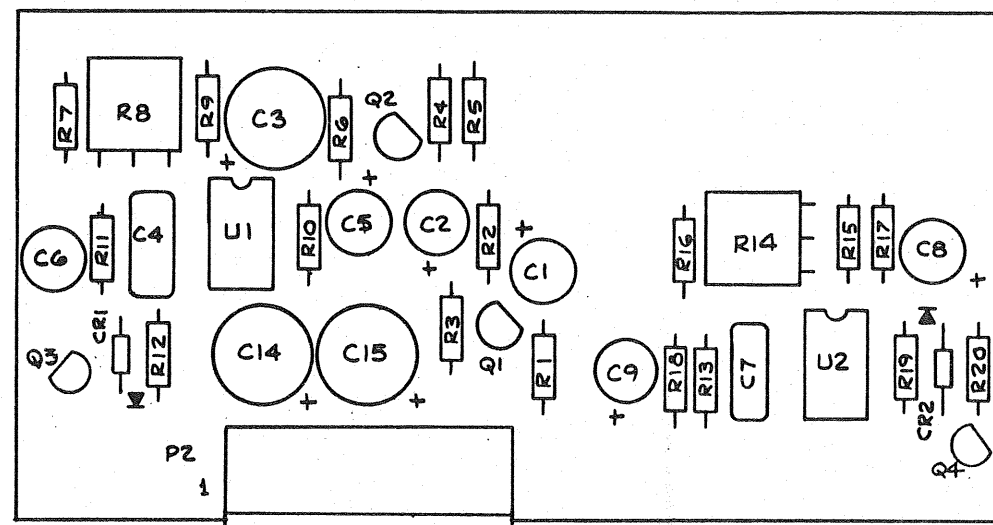 R7
R8
R9
C3
R6
Q2
R4
R5
+
+
C6
R11
C4
U1
R10
C5
C2
R2
+
+
C1
R16
R14
R15
R17
C8
+
Q3
CR1
R12
C14
C15
R3
Q1
R1
+
+
C9
+
R18
R13
C7
U2
R19
CR2
R20
Q4
P2
1